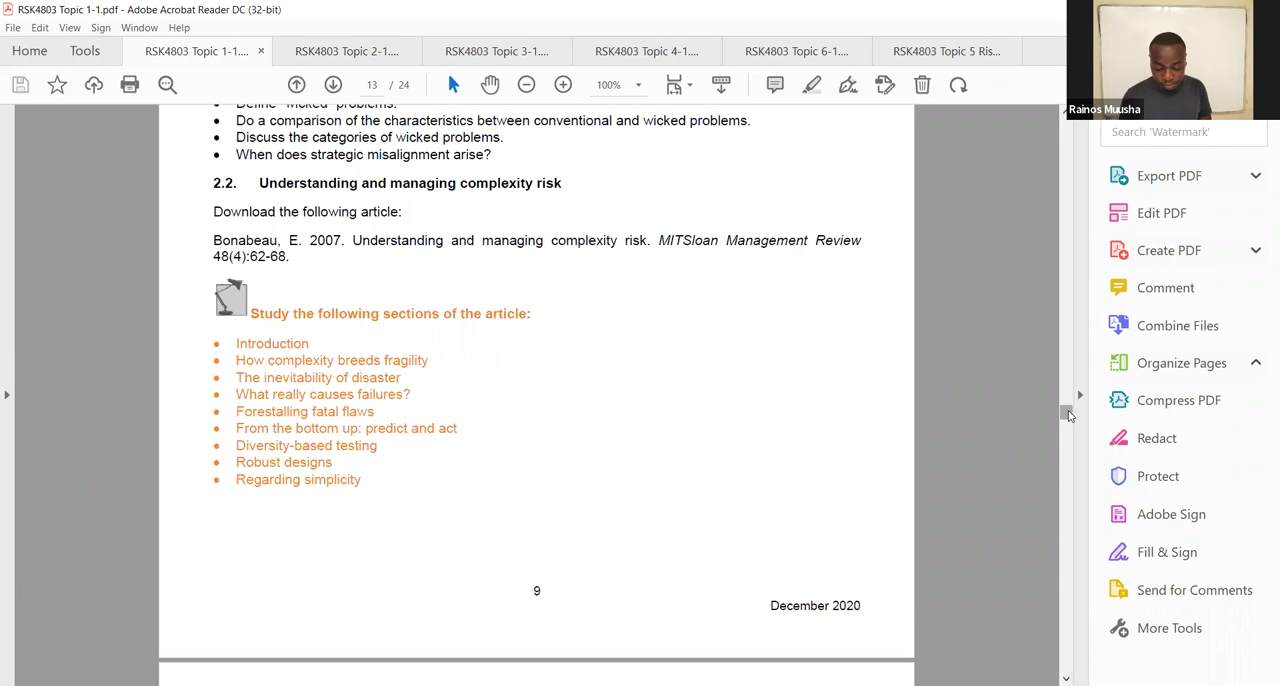 RSK4803 Topic 1-1.pdf - Adobe Acrobat Reader DC (32-bit)
File Edit View Sign Window Help
Home Tools RSK4803 Topic 1-1.... × RSK4803 Topic 2-1.... RSK4803 Topic 3-1.... RSK4803 Topic 4-1.... RSK4803 Topic 6-1.... RSK4803 Topic 5 Ris...
13 / 24 100%
Rainos Muusha
Search 'Watermark'
• Define "wicked" problems.
• Do a comparison of the characteristics between conventional and wicked problems.
• Discuss the categories of wicked problems.
• When does strategic misalignment arise?
2.2. Understanding and managing complexity risk
Download the following article:
Bonabeau, E. 2007. Understanding and managing complexity risk. MITSloan Management Review
48(4):62-68.
Study the following sections of the article:
• Introduction
• How complexity breeds fragility
• The inevitability of disaster
• What really causes failures?
• Forestalling fatal flaws
• From the bottom up: predict and act
• Diversity-based testing
• Robust designs
• Regarding simplicity
9
December 2020
Export PDF
Edit PDF
Create PDF
Comment
Combine Files
Organize Pages
Compress PDF
Redact
Protect
Adobe Sign
Fill & Sign
Send for Comments
More Tools